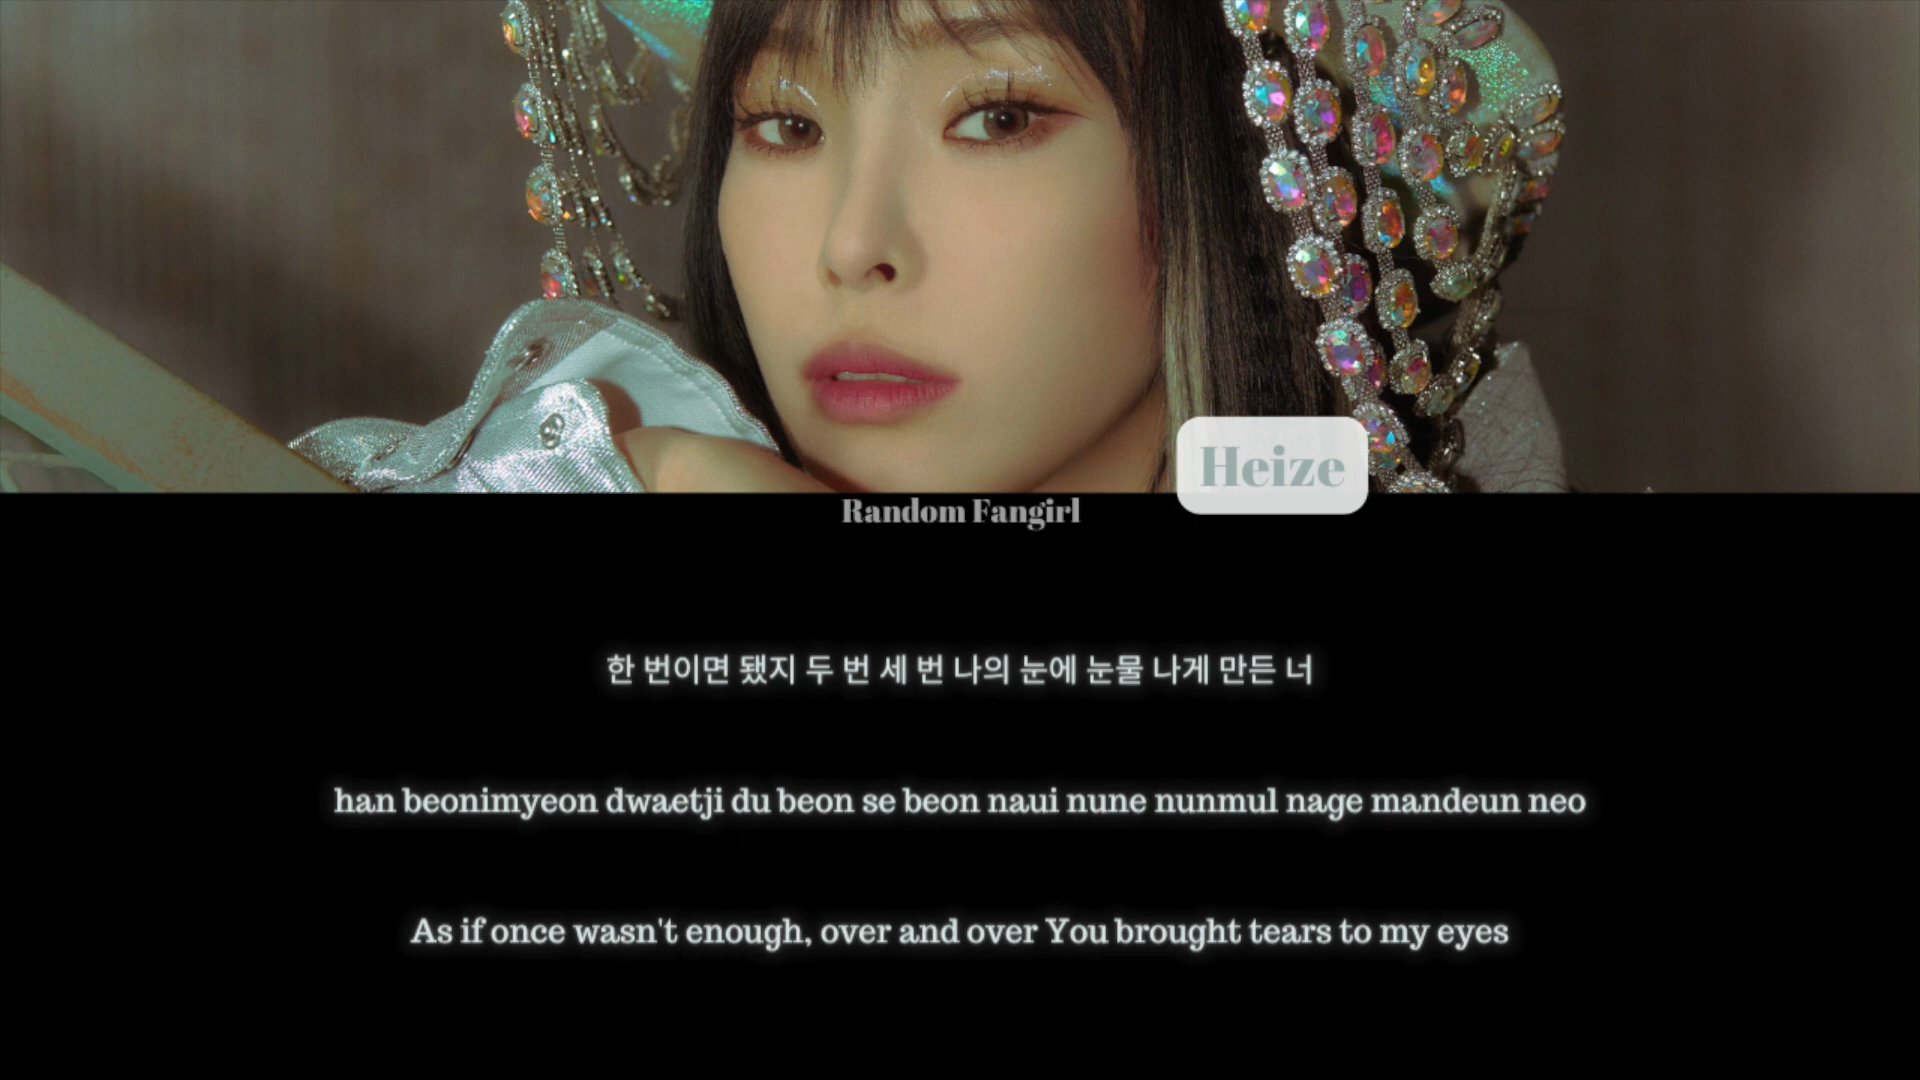 Heize
Random Fangirl
한 번이면 됐지 두 번 세 번 나의 눈에 눈물 나게 만든 너
han beonimyeon dwaetji du beon se beon naui nune nunmul nage mandeun neo
As if once wasn't enough, over and over You brought tears to my eyes